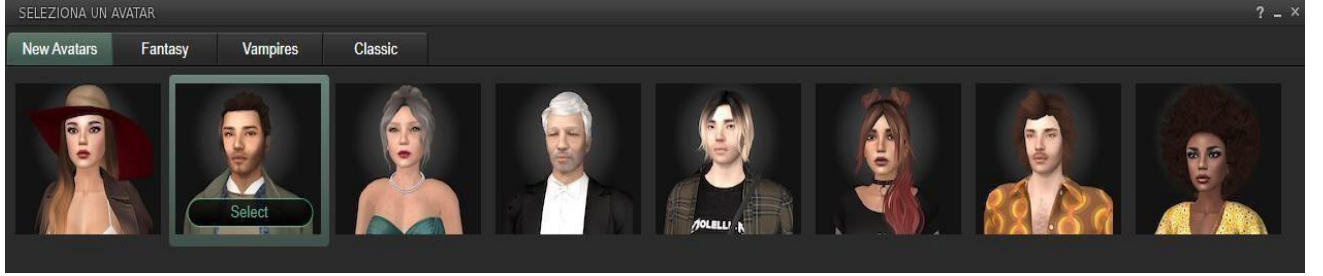 SELEZIONA UN AVATAR ? _ ×
New Avatars Fantasy Vampires Classic
Select